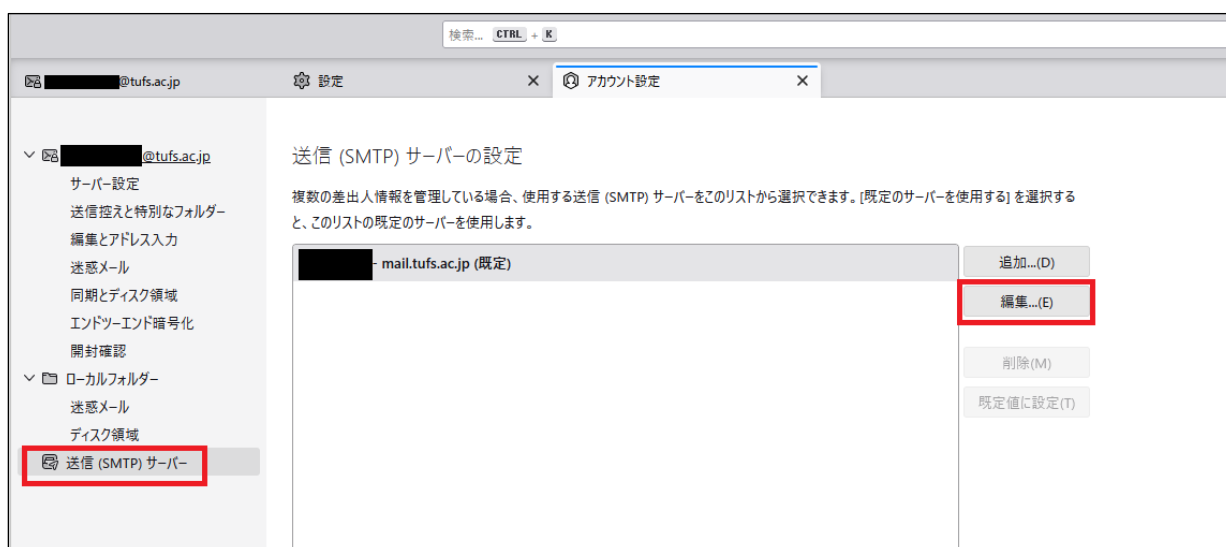 検索... CTRL + K
@tufs.ac.jp
設定
アカウント設定
@tufs.ac.jp
サーバー設定
送信控えと特別なフォルダー
編集とアドレス入力
迷惑メール
同期とディスク領域
エンドツーエンド暗号化
開封確認
ローカルフォルダー
迷惑メール
ディスク領域
送信 (SMTP) サーバー
送信 (SMTP) サーバーの設定
複数の差出人情報を管理している場合、使用する送信 (SMTP) サーバーをこのリストから選択できます。[既定のサーバーを使用する] を選択する
と、このリストの既定のサーバーを使用します。
- mail.tufs.ac.jp (既定)
追加...(D)
編集...(E)
削除(M)
既定値に設定(T)